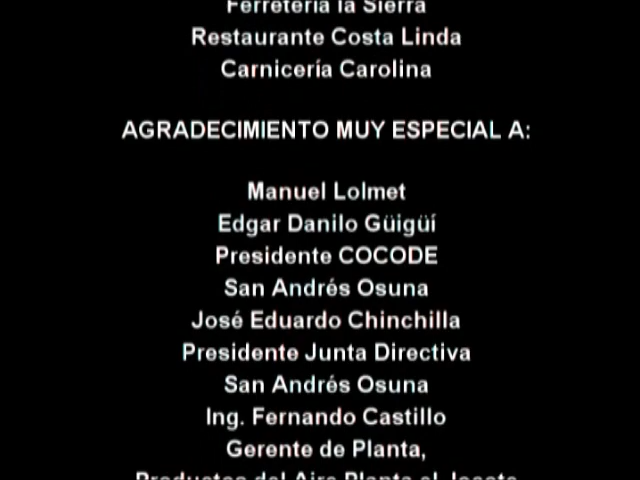 Ferretería la Sierra
Restaurante Costa Linda
Carnicería Carolina
AGRADECIMIENTO MUY ESPECIAL A:
Manuel Lolmet
Edgar Danilo Güigüí
Presidente COCODE
San Andrés Osuna
José Eduardo Chinchilla
Presidente Junta Directiva
San Andrés Osuna
Ing. Fernando Castillo
Gerente de Planta,
Productos del Aire Planta el Jocote